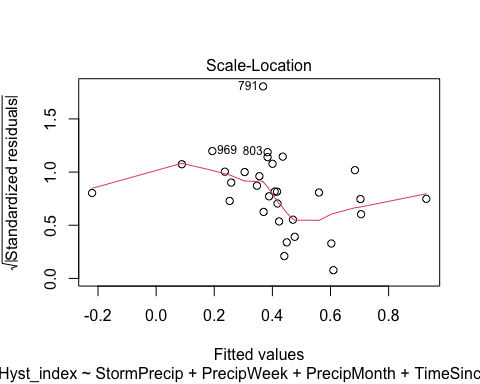 Scale-Location
√|Standardized residuals|
1.5
1.0
0.5
0.0
791
969
803
-0.2 0.0 0.2 0.4 0.6 0.8
Fitted values
Hyst_index ~ StormPrecip + PrecipWeek + PrecipMonth + TimeSinc